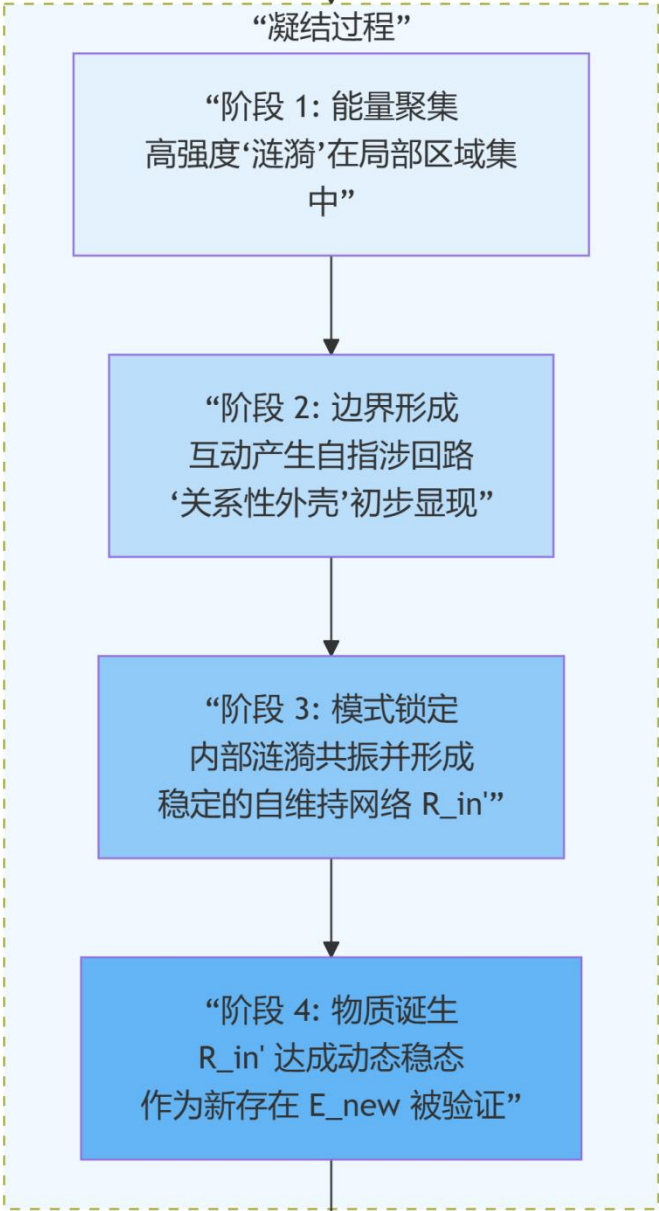 “凝结过程”
“阶段 1: 能量聚集
高强度‘涟漪’在局部区域集
中”
“阶段 2: 边界形成
互动产生自指涉回路
‘关系性外壳’初步显现”
“阶段 3: 模式锁定
内部涟漪共振并形成
稳定的自维持网络 R_in'”
“阶段 4: 物质诞生
R_in' 达成动态稳态
作为新存在 E_new 被验证”